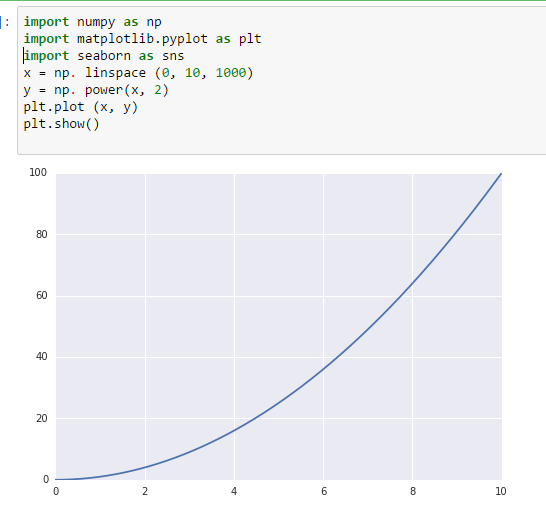 ]:
import numpy as np
import matplotlib.pyplot as plt
import seaborn as sns
x = np. linspace (0, 10, 1000)
y = np. power(x, 2)
plt.plot (x, y)
plt.show()
100
80
60
40
20
0
0 2 4 6 8 10